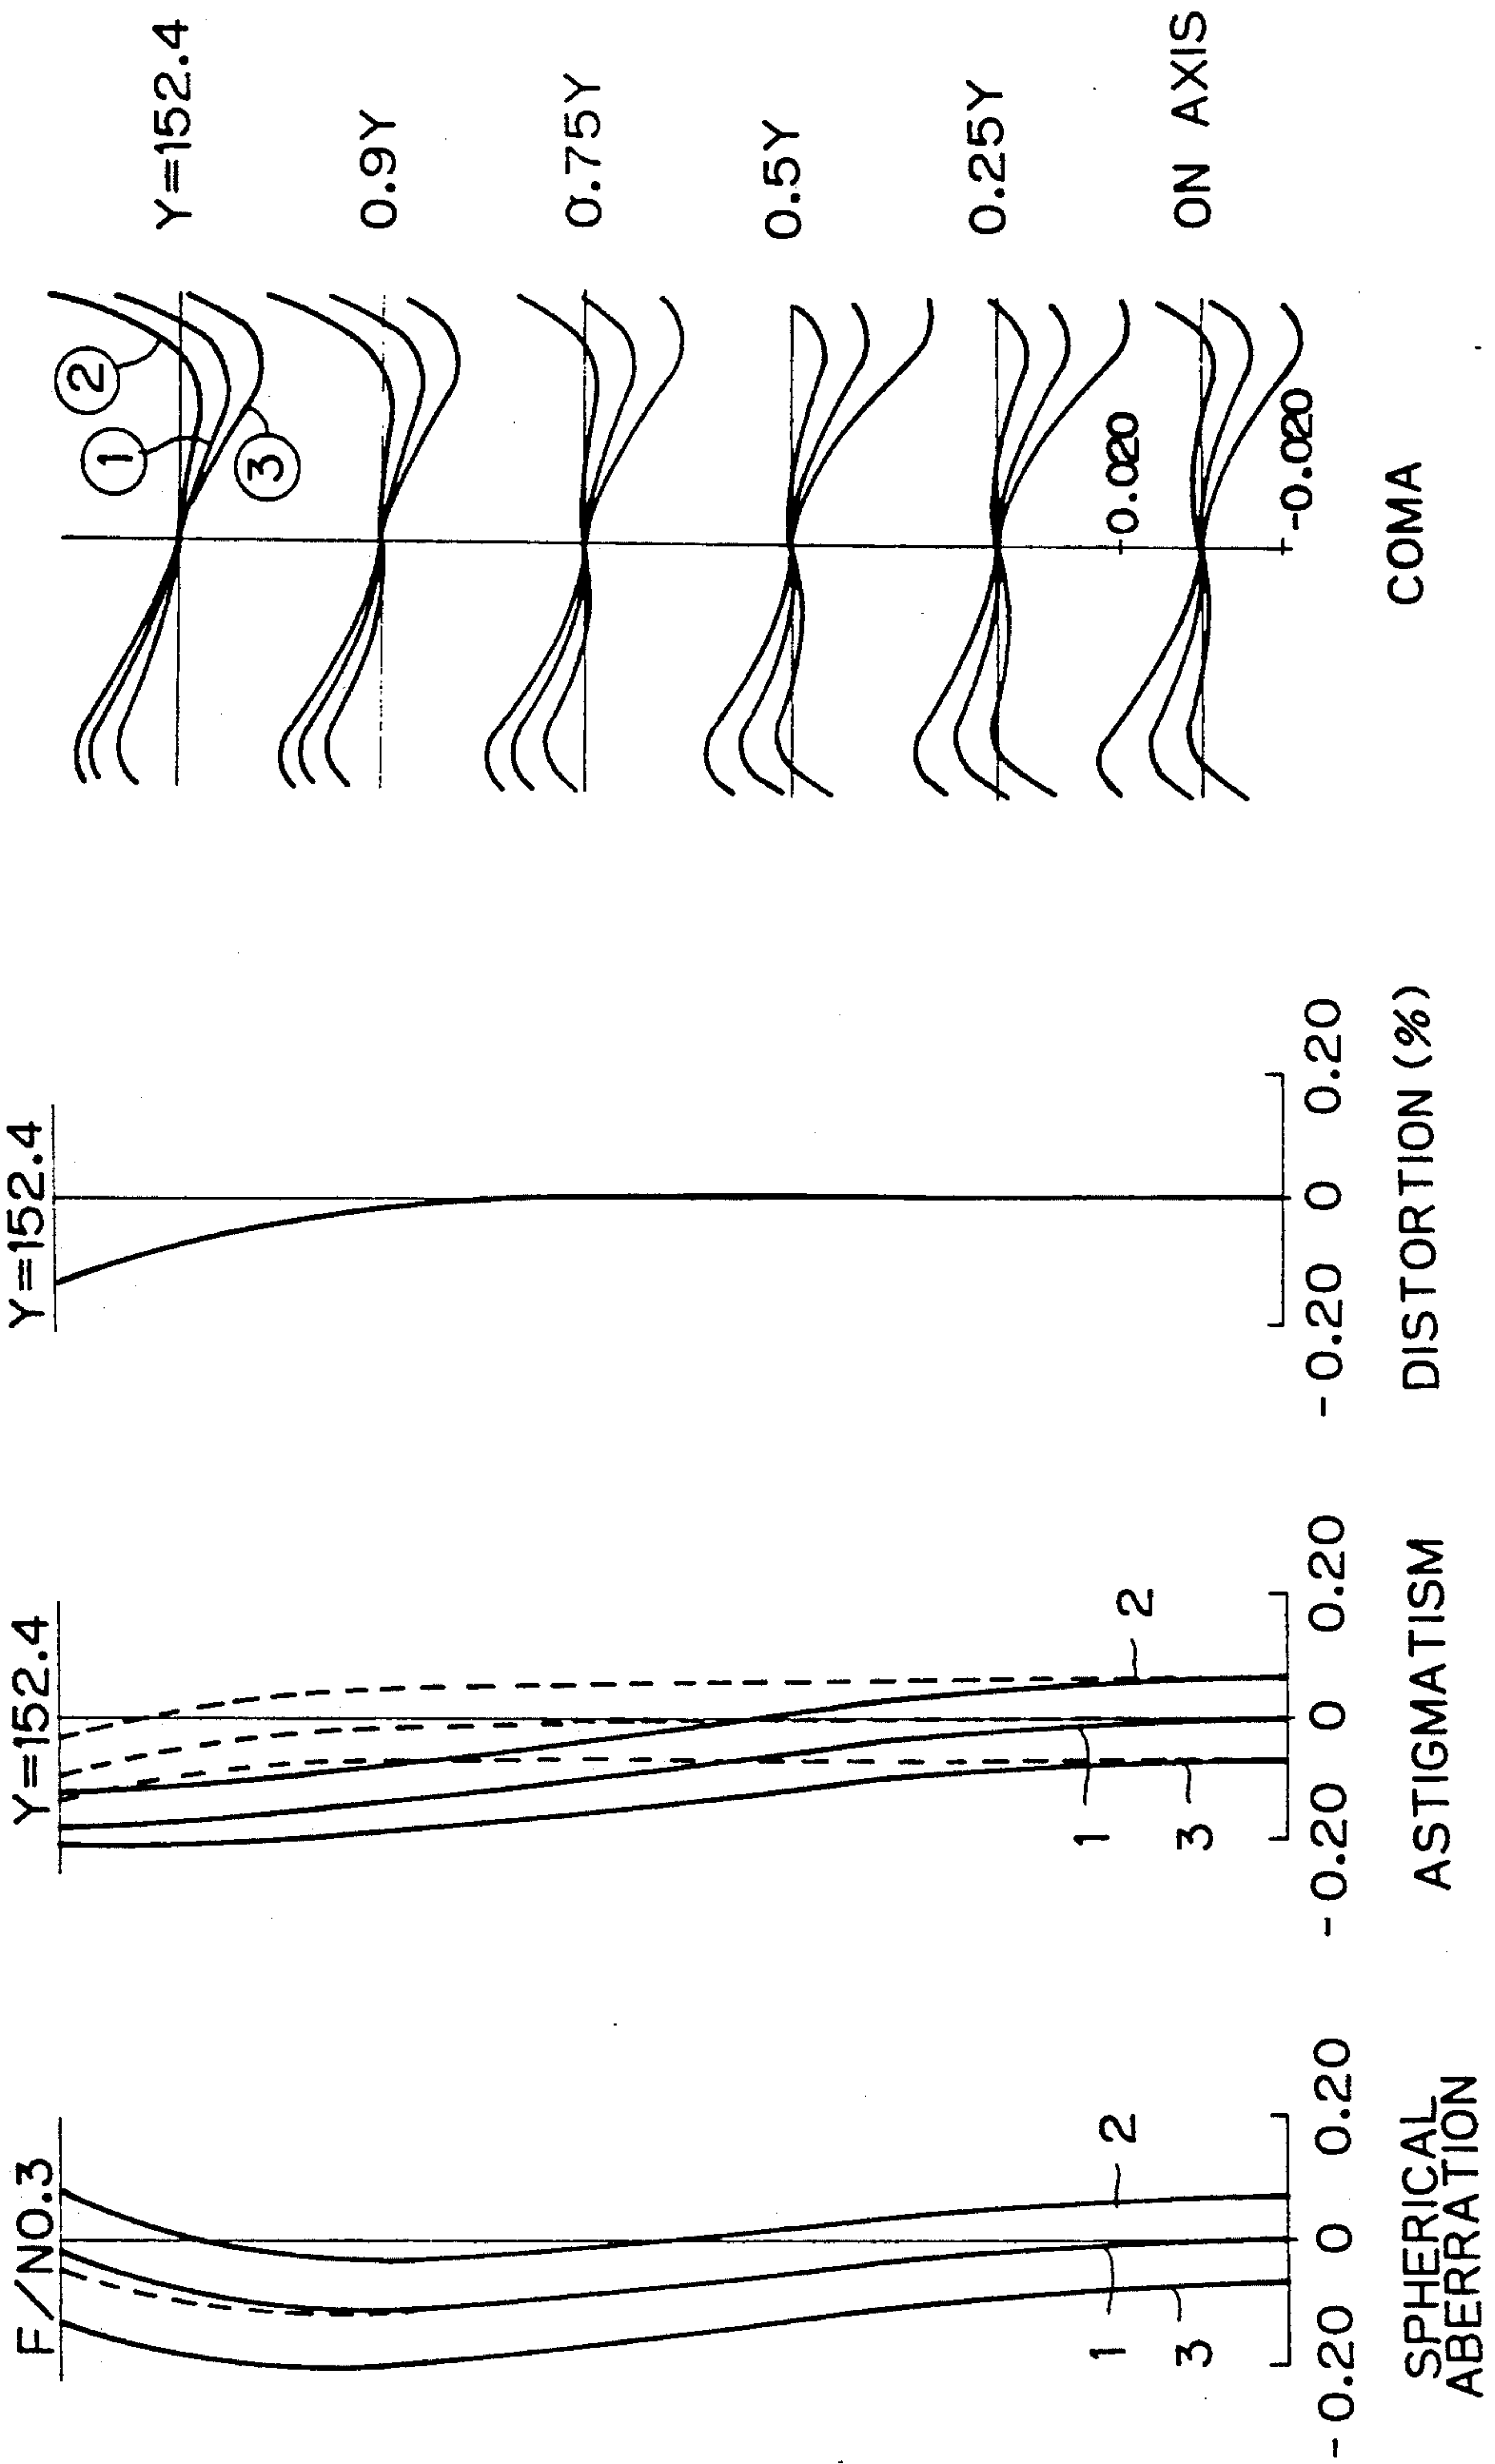 F/NO.3
2
1
3
-0.20 0 0.20
SPHERICAL
ABERRATION
Y=152.4
2
1
3
-0.20 0 0.20
ASTIGMATISM
Y=152.4
-0.20 0 0.20
DISTORTION (%)
2
1
3
Y=152.4
0.9Y
0.75Y
0.5Y
0.25Y
0.020
ON AXIS
-0.020
COMA